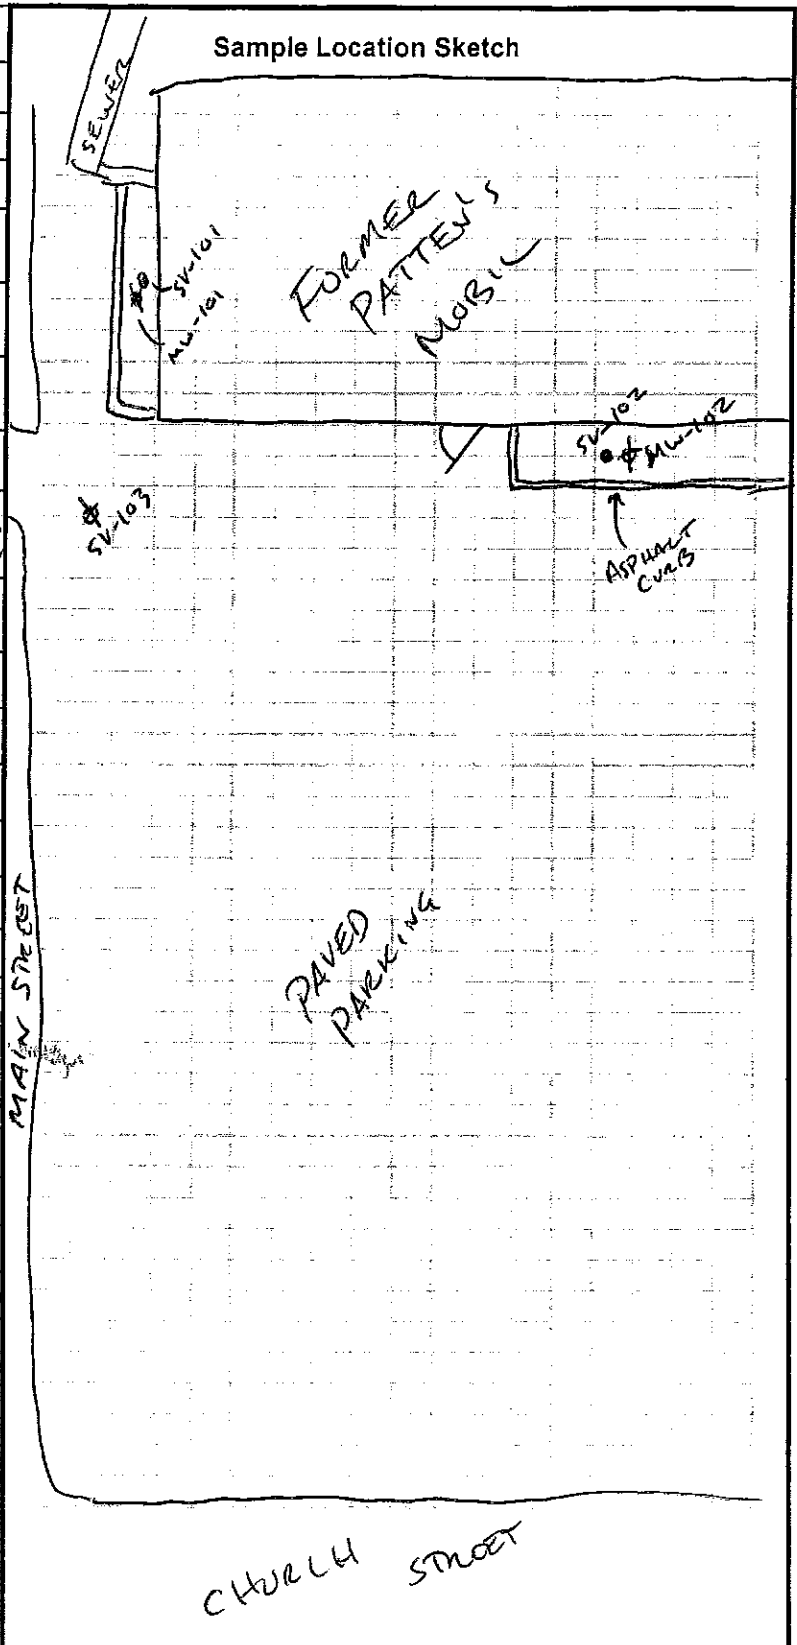 Sample Location Sketch
SEWER
FORMER
PATTEN'S
MOBIL
SV-101
MW-101
SV-102
MW-102
SV-103
ASPHALT
CURB
PAVED
PARKING
MAIN STREET
CHURCH STREET